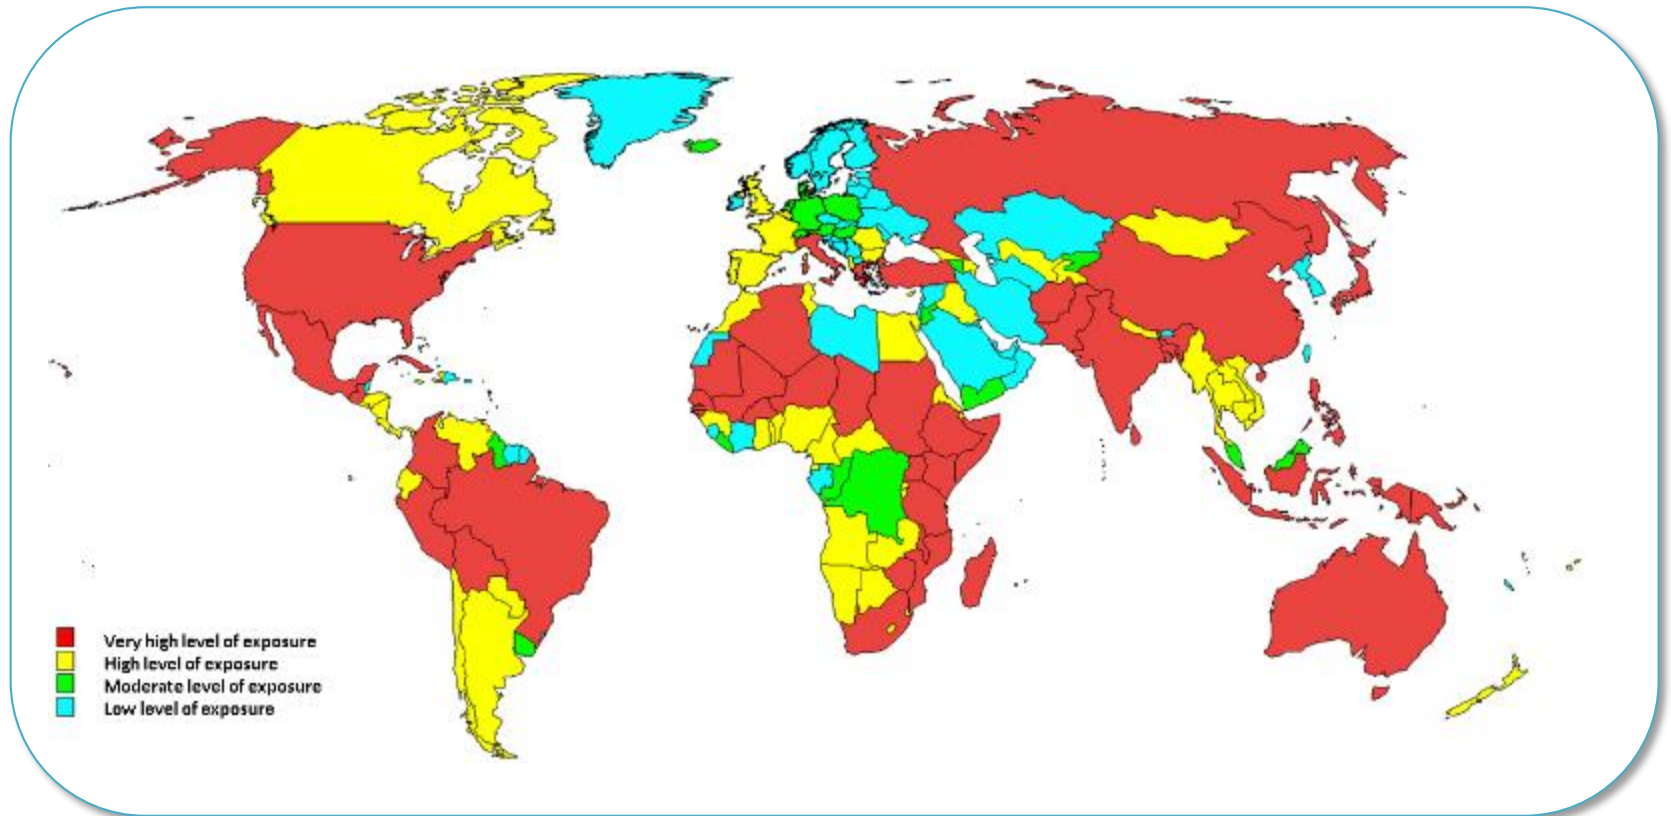 Very high level of exposure
High level of exposure
Moderate level of exposure
Low level of exposure